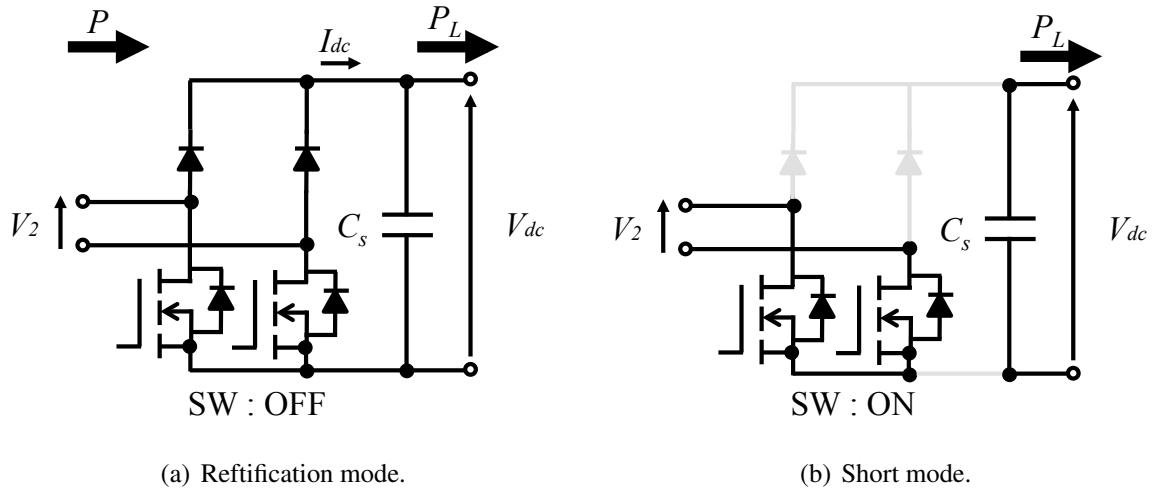 P
I_dc
P_L
V_2
C_s
V_dc
SW : OFF
(a) Reftification mode.
P_L
V_2
C_s
V_dc
SW : ON
(b) Short mode.